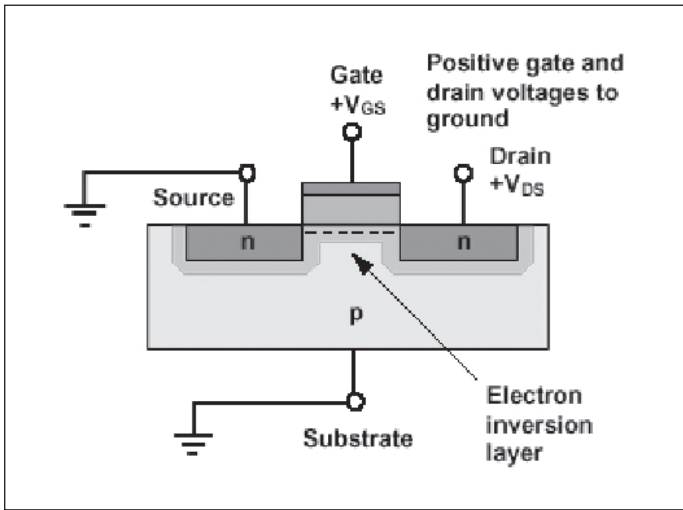 Gate
+VGS
Positive gate and
drain voltages to
ground
Source
Drain
+VDS
n
n
p
Electron
inversion
layer
Substrate